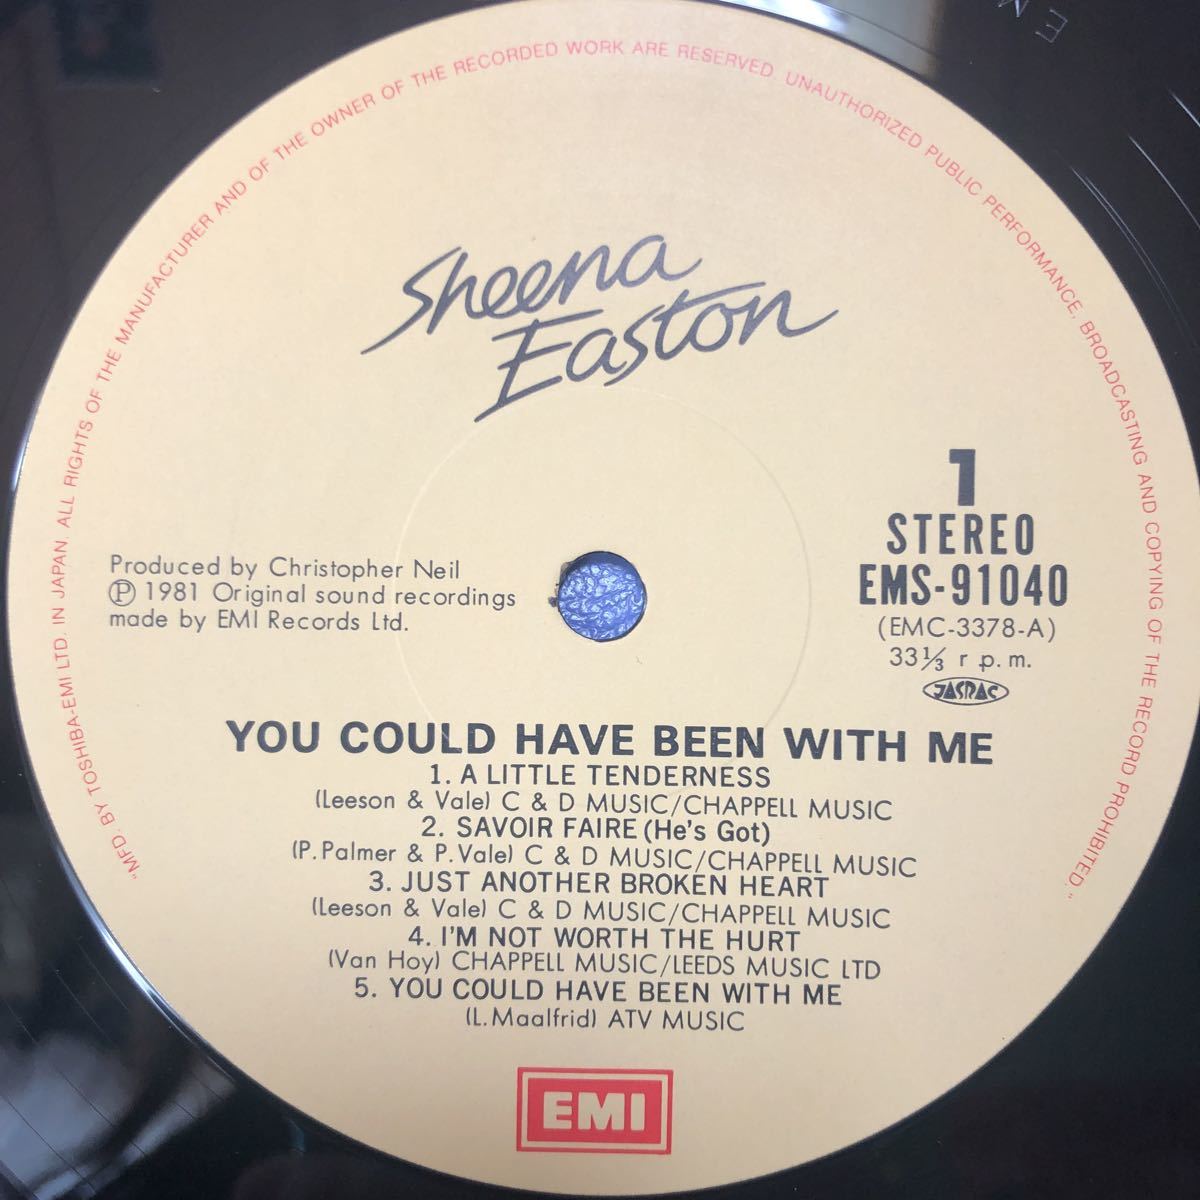 "MFD. BY TOSHIBA-EMI LTD. IN JAPAN. ALL RIGHTS OF THE MANUFACTURER AND OF THE OWNER OF THE RECORDED WORK ARE RESERVED. UNAUTHORIZED PUBLIC PERFORMANCE, BROADCASTING AND COPYING OF THE RECORD PROHIBITED."
Sheena
Easton
1
STEREO
EMS-91040
(EMC-3378-A)
33⅓ r.p.m.
JASRAC
Produced by Christopher Neil
Ⓟ 1981 Original sound recordings
made by EMI Records Ltd.
YOU COULD HAVE BEEN WITH ME
1. A LITTLE TENDERNESS
(Leeson & Vale) C & D MUSIC/CHAPPELL MUSIC
2. SAVOIR FAIRE (He's Got)
(P. Palmer & P. Vale) C & D MUSIC/CHAPPELL MUSIC
3. JUST ANOTHER BROKEN HEART
(Leeson & Vale) C & D MUSIC/CHAPPELL MUSIC
4. I'M NOT WORTH THE HURT
(Van Hoy) CHAPPELL MUSIC/LEEDS MUSIC LTD
5. YOU COULD HAVE BEEN WITH ME
(L. Maalfrid) ATV MUSIC
EMI